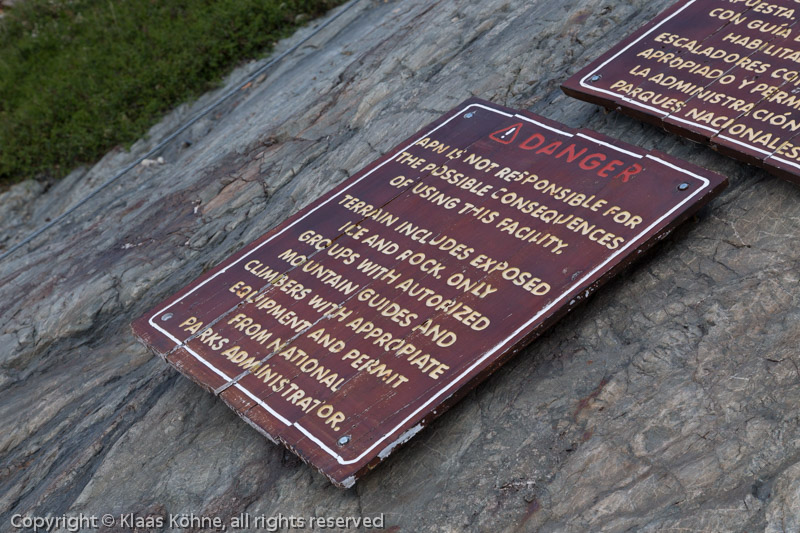 DANGER
APN IS NOT RESPONSIBLE FOR
THE POSSIBLE CONSEQUENCES
OF USING THIS FACILITY.
TERRAIN INCLUDES EXPOSED
ICE AND ROCK. ONLY
GROUPS WITH AUTORIZED
MOUNTAIN GUIDES AND
CLIMBERS WITH APPROPIATE
EQUIPMENT AND PERMIT
FROM NATIONAL
PARKS ADMINISTRATOR.
CON GUÍA
HABILITA
ESCALADORES CO
APROPIADO Y PERM
LA ADMINISTRACIÓN
PARQUES NACIONALES
Copyright © Klaas Köhne, all rights reserved